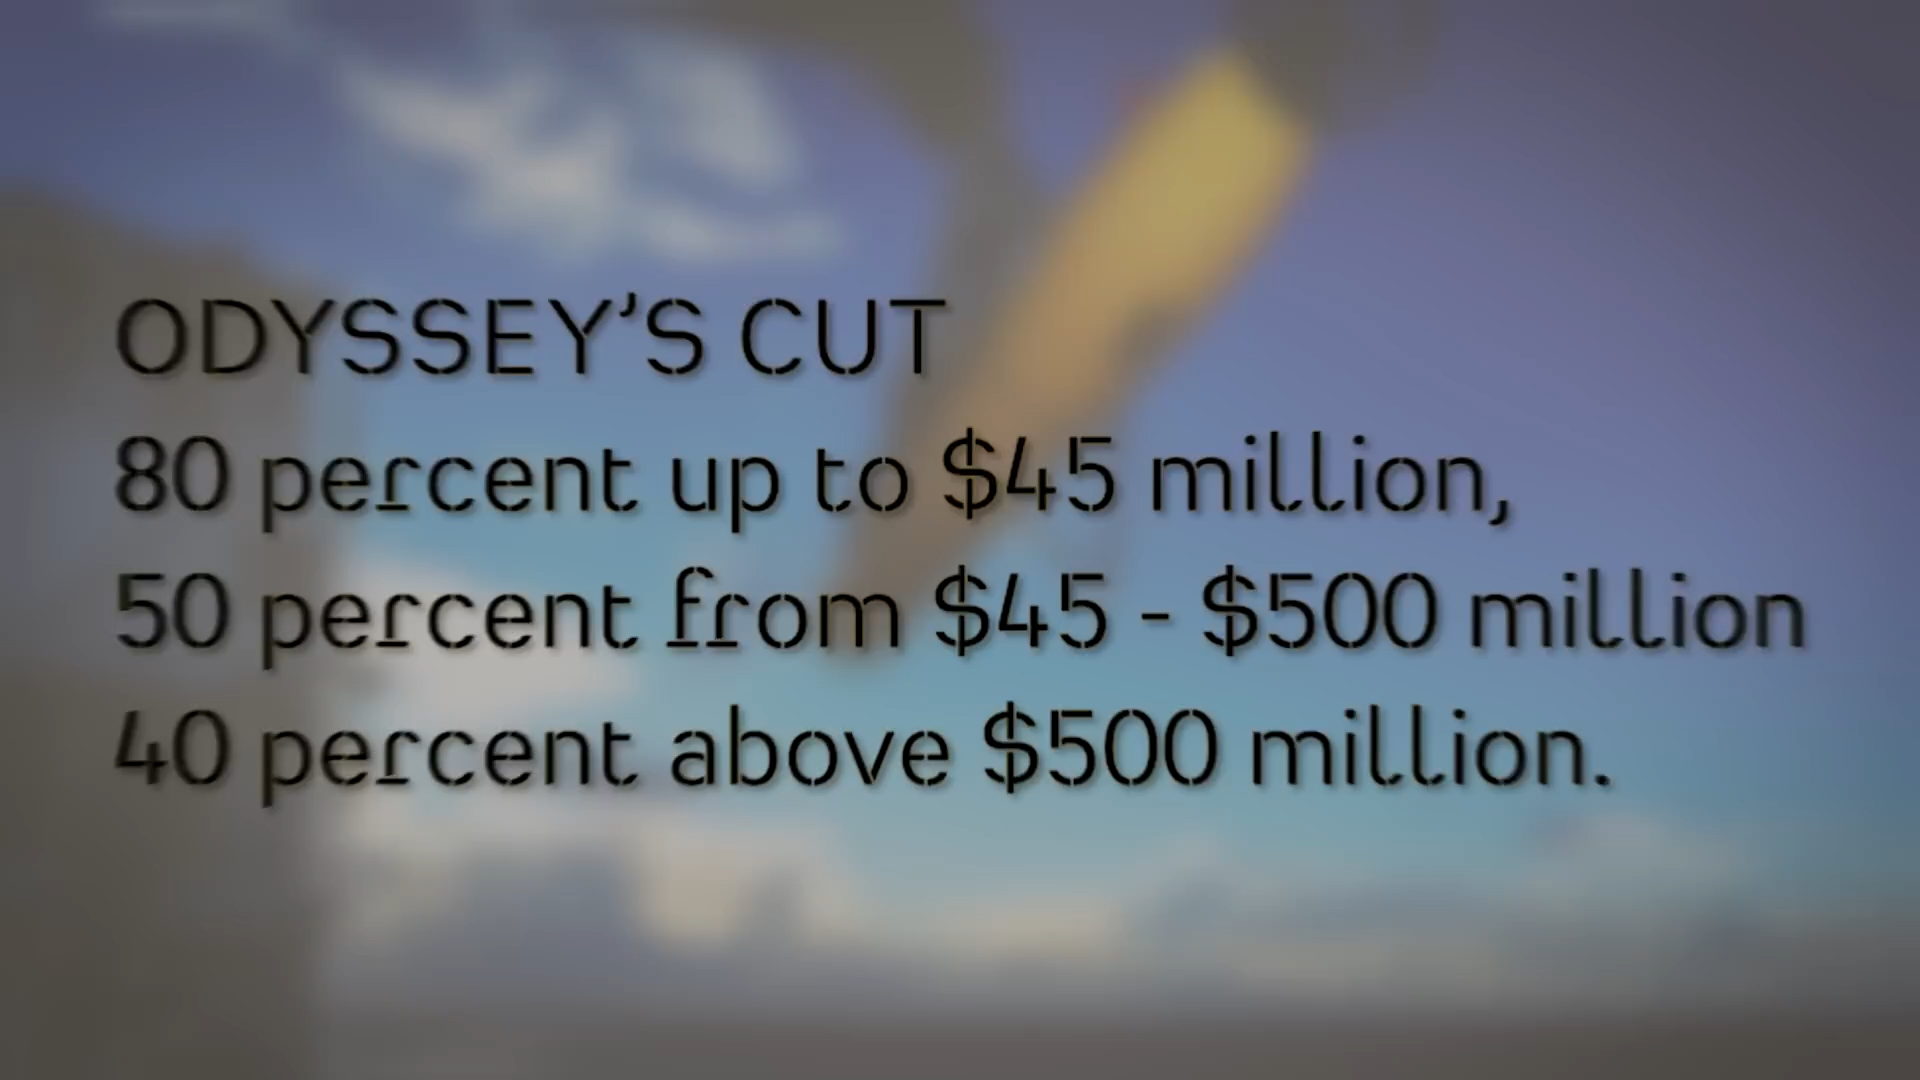 ODYSSEY’S CUT
80 percent up to $45 million,
50 percent from $45 - $500 million
40 percent above $500 million.